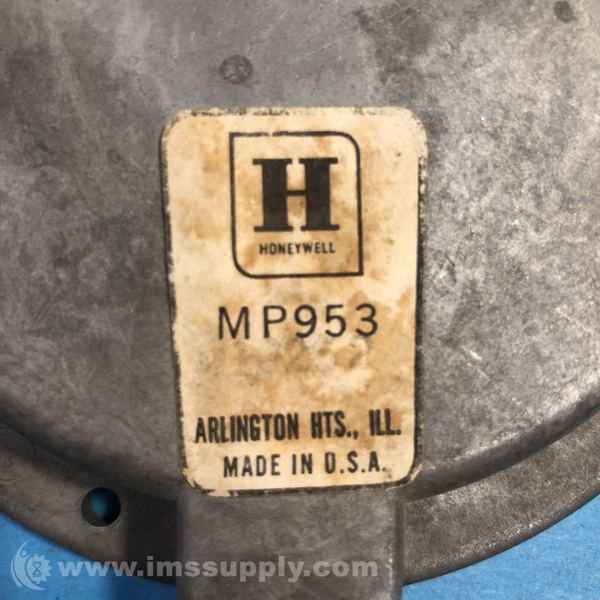 H
HONEYWELL
MP953
ARLINGTON HTS., ILL.
MADE IN U.S.A.
www.imssupply.com